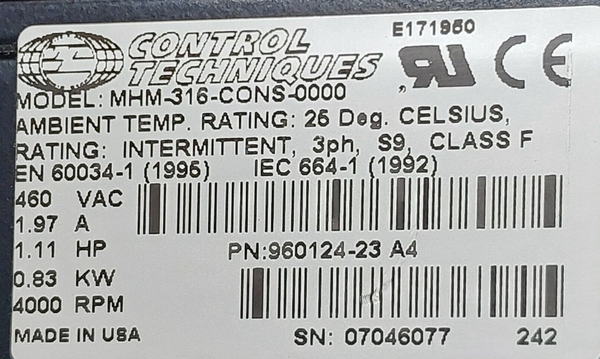 CONTROL
TECHNIQUES
E171950
MODEL: MHM-316-CONS-0000
AMBIENT TEMP. RATING: 25 Deg. CELSIUS,
RATING: INTERMITTENT, 3ph, S9, CLASS F
EN 60034-1 (1995) IEC 664-1 (1992)
460 VAC
1.97 A
1.11 HP
PN:960124-23 A4
0.83 KW
4000 RPM
MADE IN USA
SN: 07046077 242